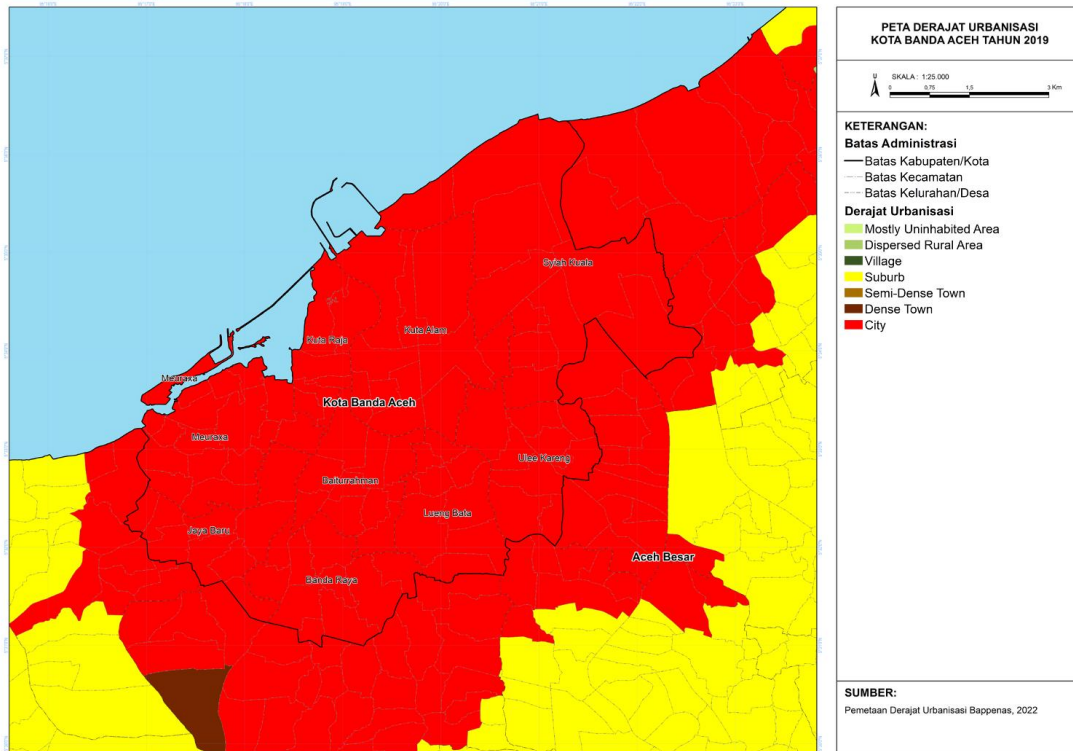 PETA DERAJAT URBANISASI
KOTA BANDA ACEH TAHUN 2019
U
SKALA : 1:25.000
0 0,75 1,5 3 Km
KETERANGAN:
Batas Administrasi
Batas Kabupaten/Kota
Batas Kecamatan
Batas Kelurahan/Desa
Derajat Urbanisasi
Mostly Uninhabited Area
Dispersed Rural Area
Village
Suburb
Semi-Dense Town
Dense Town
City
SUMBER:
Pemetaan Derajat Urbanisasi Bappenas, 2022
Syiah Kuala
Kuta Alam
Kuta Raja
Meuraxa
Kota Banda Aceh
Meuraxa
Ulee Kareng
Baiturrahman
Lueng Bata
Jaya Baru
Aceh Besar
Banda Raya